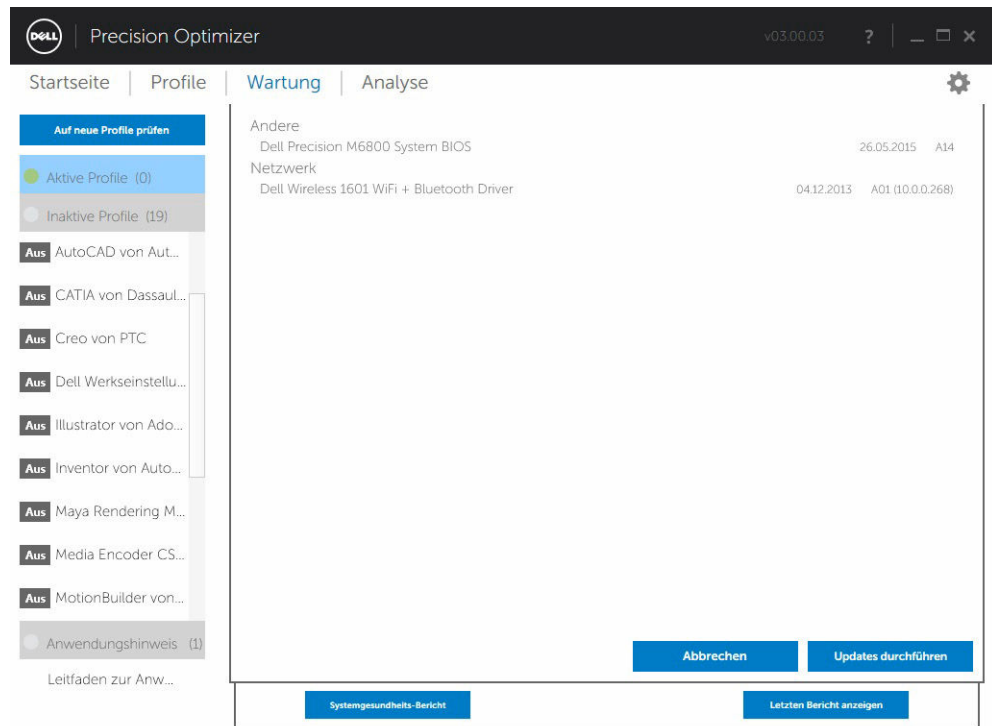 DELL Precision Optimizer v03.00.03 ?
Startseite Profile Wartung Analyse
Auf neue Profile prüfen
Aktive Profile (0)
Inaktive Profile (19)
Aus AutoCAD von Aut...
Aus CATIA von Dassaul...
Aus Creo von PTC
Aus Dell Werkseinstellu...
Aus Illustrator von Ado...
Aus Inventor von Auto...
Aus Maya Rendering M...
Aus Media Encoder CS...
Aus MotionBuilder von...
Anwendungshinweis (1)
Leitfaden zur Anw...
Andere
Dell Precision M6800 System BIOS 26.05.2015 A14
Netzwerk
Dell Wireless 1601 WiFi + Bluetooth Driver 04.12.2013 A01 (10.0.0.268)
Abbrechen Updates durchführen
Systemgesundheits-Bericht Letzten Bericht anzeigen